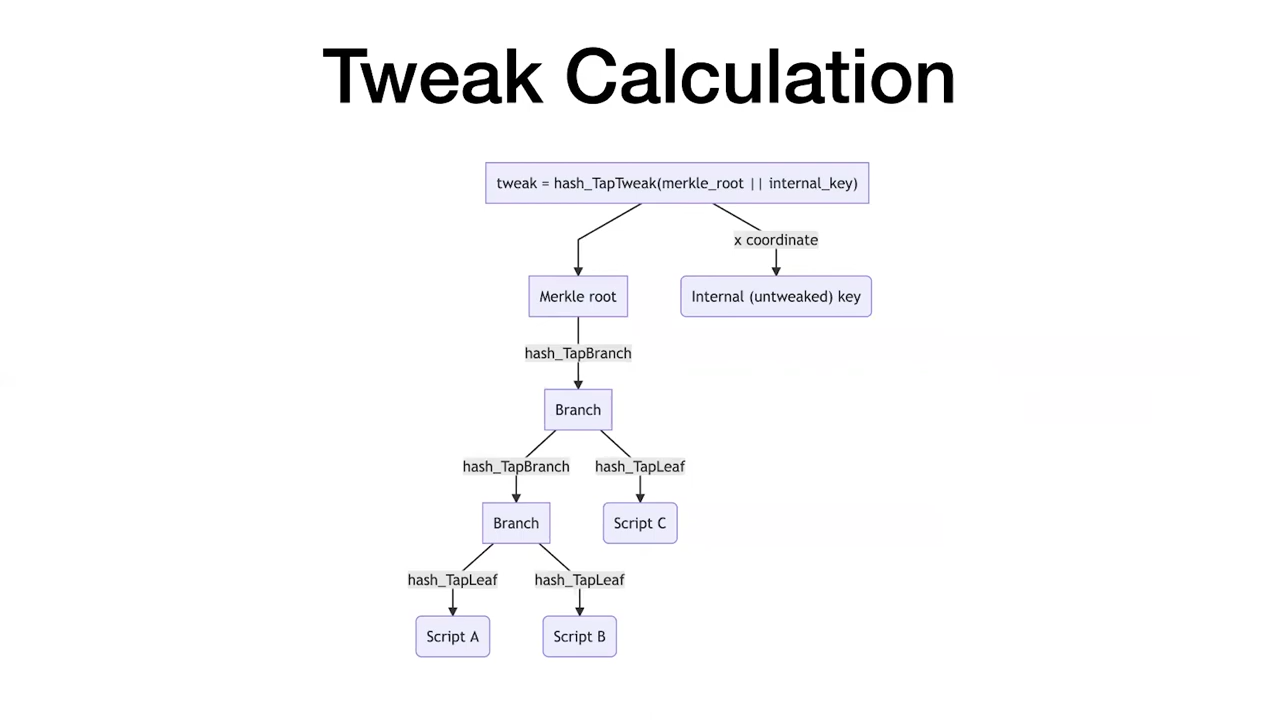 Tweak Calculation
tweak = hash_TapTweak(merkle_root || internal_key)
x coordinate
Merkle root
Internal (untweaked) key
hash_TapBranch
Branch
hash_TapBranch
hash_TapLeaf
Branch
Script C
hash_TapLeaf
hash_TapLeaf
Script A
Script B